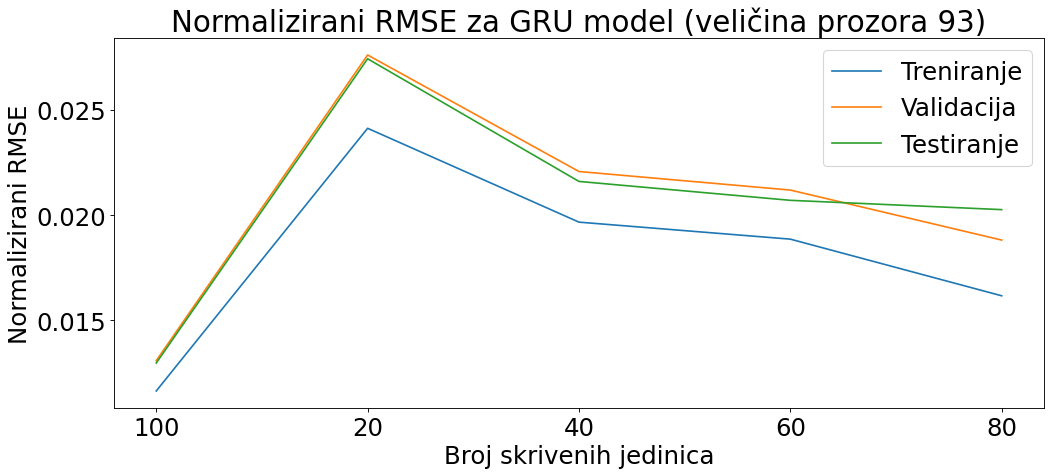 Normalizirani RMSE za GRU model (veličina prozora 93)
Treniranje
Validacija
Testiranje
Normalizirani RMSE
0.025
0.020
0.015
100 20 40 60 80
Broj skrivenih jedinica